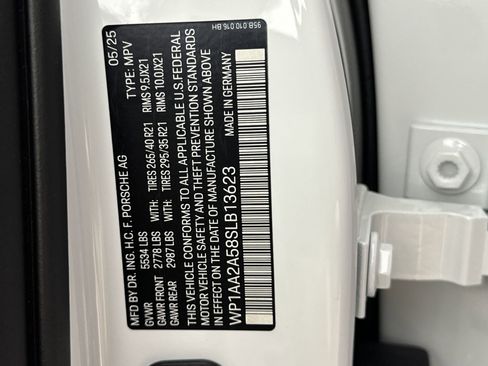 MFD. BY DR. ING. H.C. F. PORSCHE AG 05/25
GVWR 5534 LBS TYPE: MPV
GAWR FRONT 2778 LBS WITH: TIRES 265/40 R21 RIMS 9.5JX21
GAWR REAR 2987 LBS WITH: TIRES 295/35 R21 RIMS 10.0JX21
THIS VEHICLE CONFORMS TO ALL APPLICABLE U.S.FEDERAL
MOTOR VEHICLE SAFETY AND THEFT PREVENTION STANDARDS
IN EFFECT ON THE DATE OF MANUFACTURE SHOWN ABOVE
WP1AA2A58SLB13623 MADE IN GERMANY
958.010.016.BH